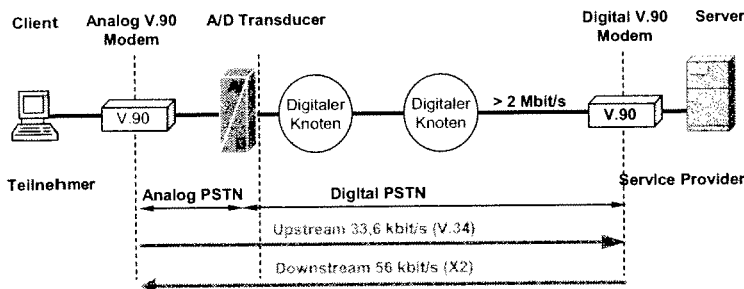 Client
Analog V.90 Modem
A/D Transducer
Digital V.90 Modem
Server
V.90
Digitaler Knoten
Digitaler Knoten
> 2 Mbit/s
V.90
Teilnehmer
Analog PSTN
Digital PSTN
Service Provider
Upstream 33,6 kbit/s (V.34)
Downstream 56 kbit/s (X2)